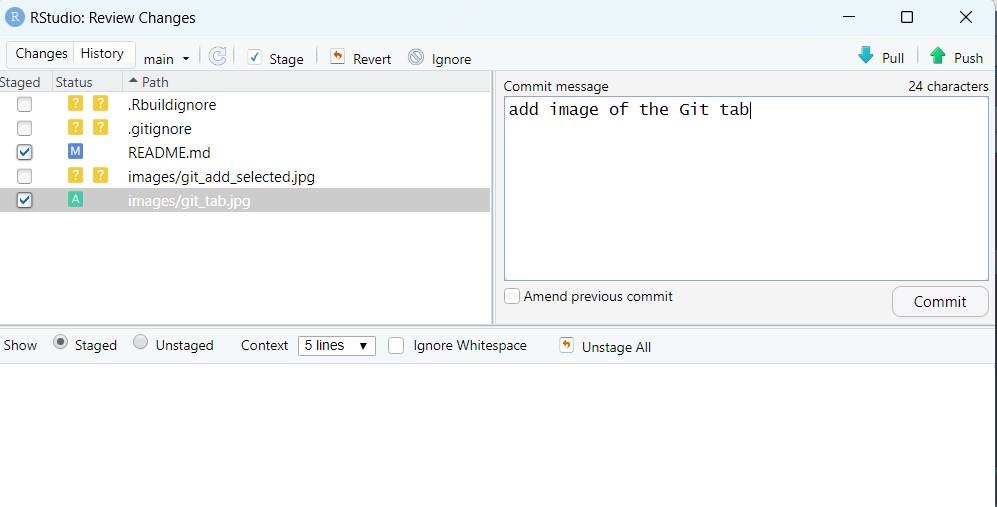 R RStudio: Review Changes
Changes History main Stage Revert Ignore Pull Push
Staged Status Path
? ? .Rbuildignore
? ? .gitignore
M README.md
? ? images/git_add_selected.jpg
A images/git_tab.jpg
Commit message 24 characters
add image of the Git tab
Amend previous commit Commit
Show Staged Unstaged Context 5 lines Ignore Whitespace Unstage All